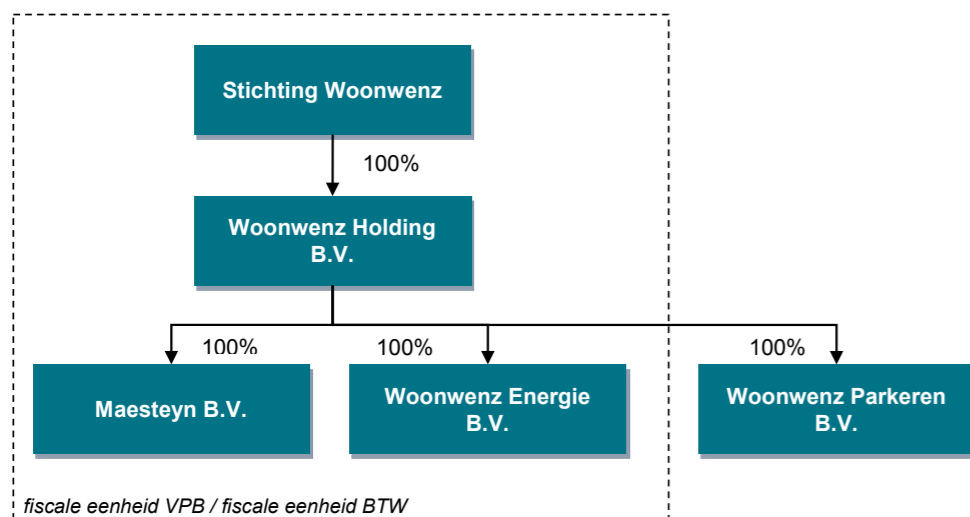 Stichting Woonwenz
100%
Woonwenz Holding
B.V.
100%
100%
100%
Maesteyn B.V.
Woonwenz Energie
B.V.
Woonwenz Parkeren
B.V.
fiscale eenheid VPB / fiscale eenheid BTW